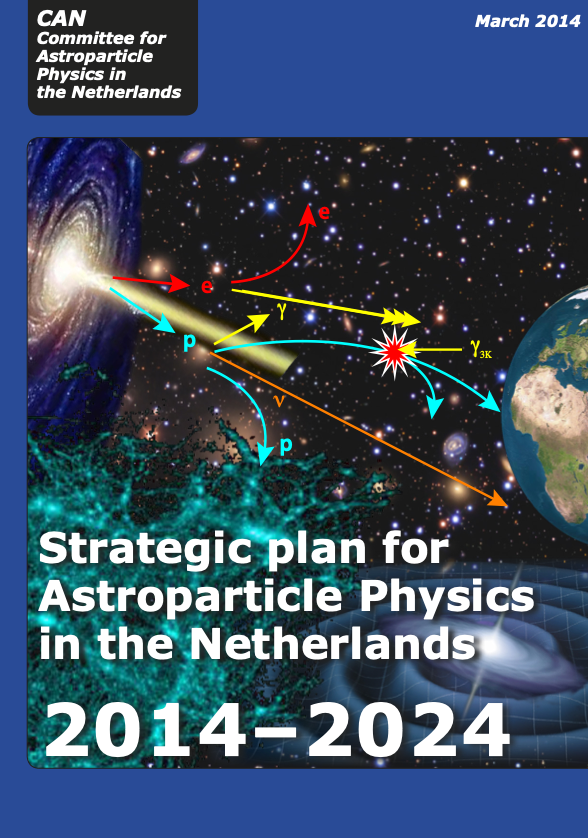 CAN
Committee for
Astroparticle
Physics in
the Netherlands
March 2014
e
e
γ
p
γ3K
ν
p
Strategic plan for
Astroparticle Physics
in the Netherlands
2014–2024